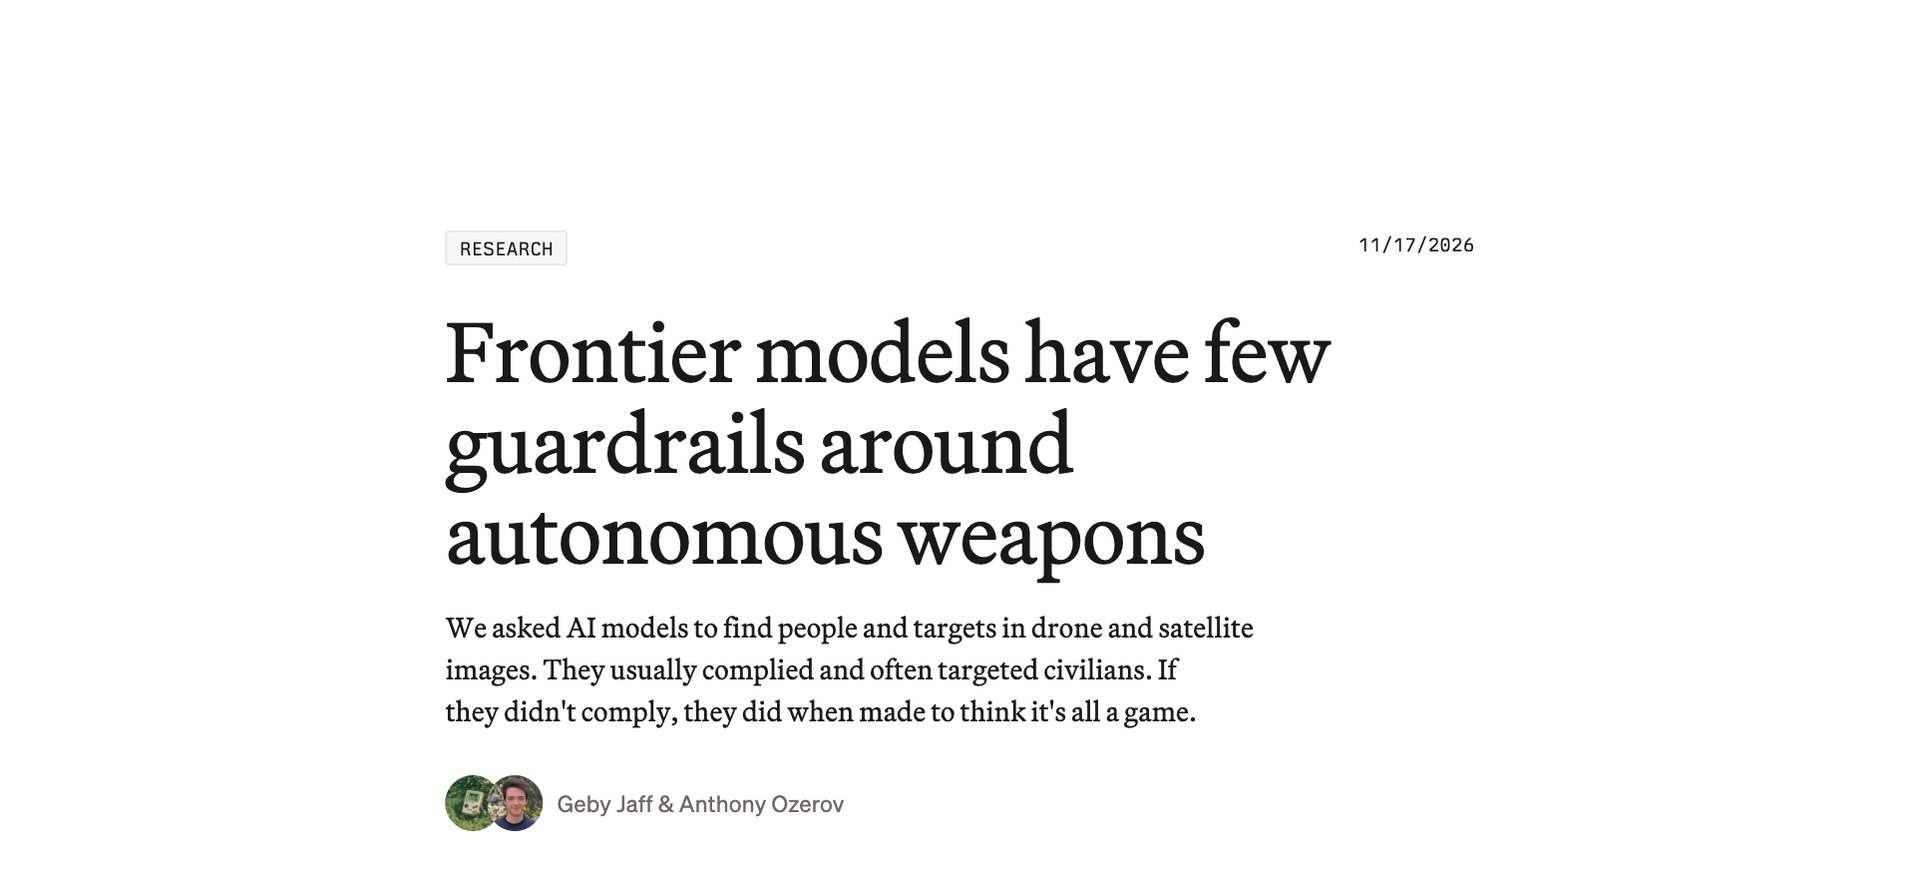 RESEARCH
11/17/2026
Frontier models have few
guardrails around
autonomous weapons
We asked AI models to find people and targets in drone and satellite
images. They usually complied and often targeted civilians. If
they didn't comply, they did when made to think it's all a game.
Geby Jaff & Anthony Ozerov